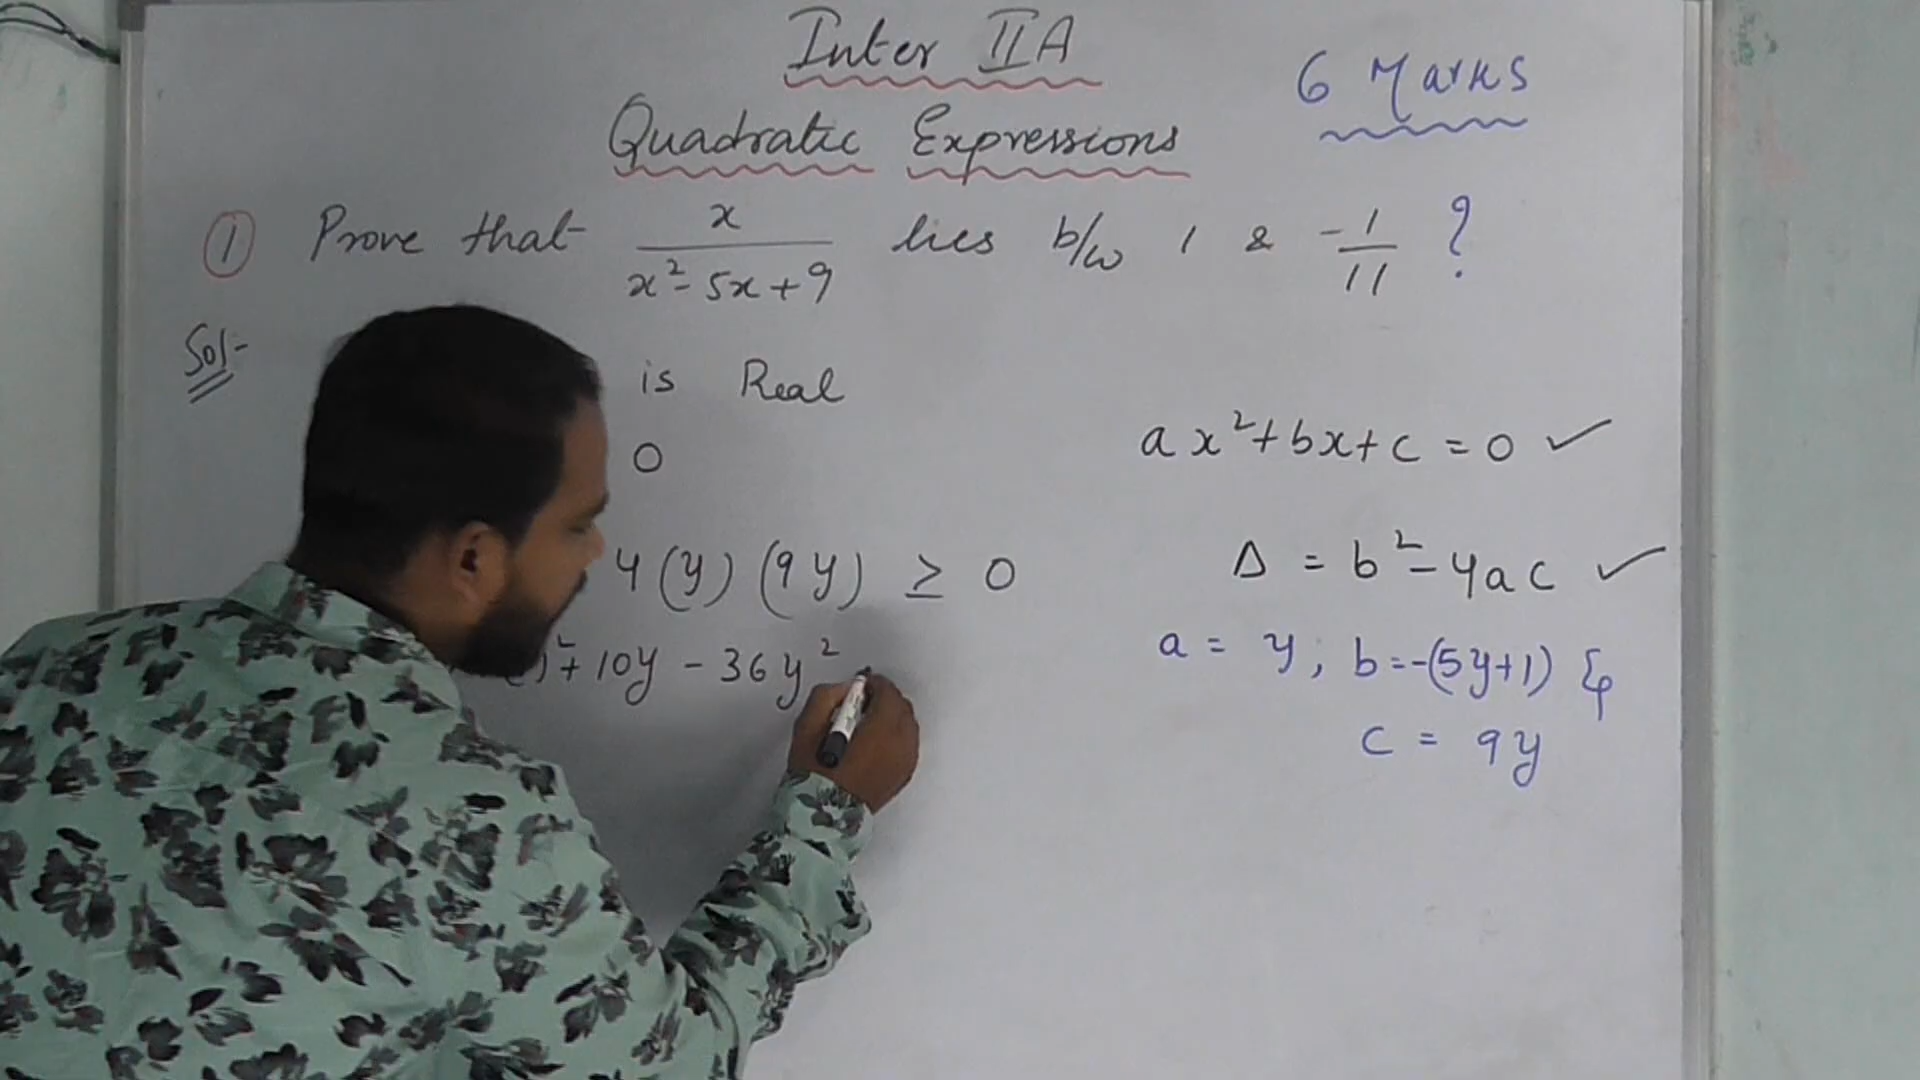 Inter IIA
6 Marks
Quadratic Expressions
① Prove that x / (x² - 5x + 9) lies b/w 1 & -1/11 ?
Sol:-
is Real
0
4(y) (9y) ≥ 0
)² + 10y - 36y²
ax² + bx + c = 0 ✓
Δ = b² - 4ac ✓
a = y ; b = -(5y+1) &
c = 9y